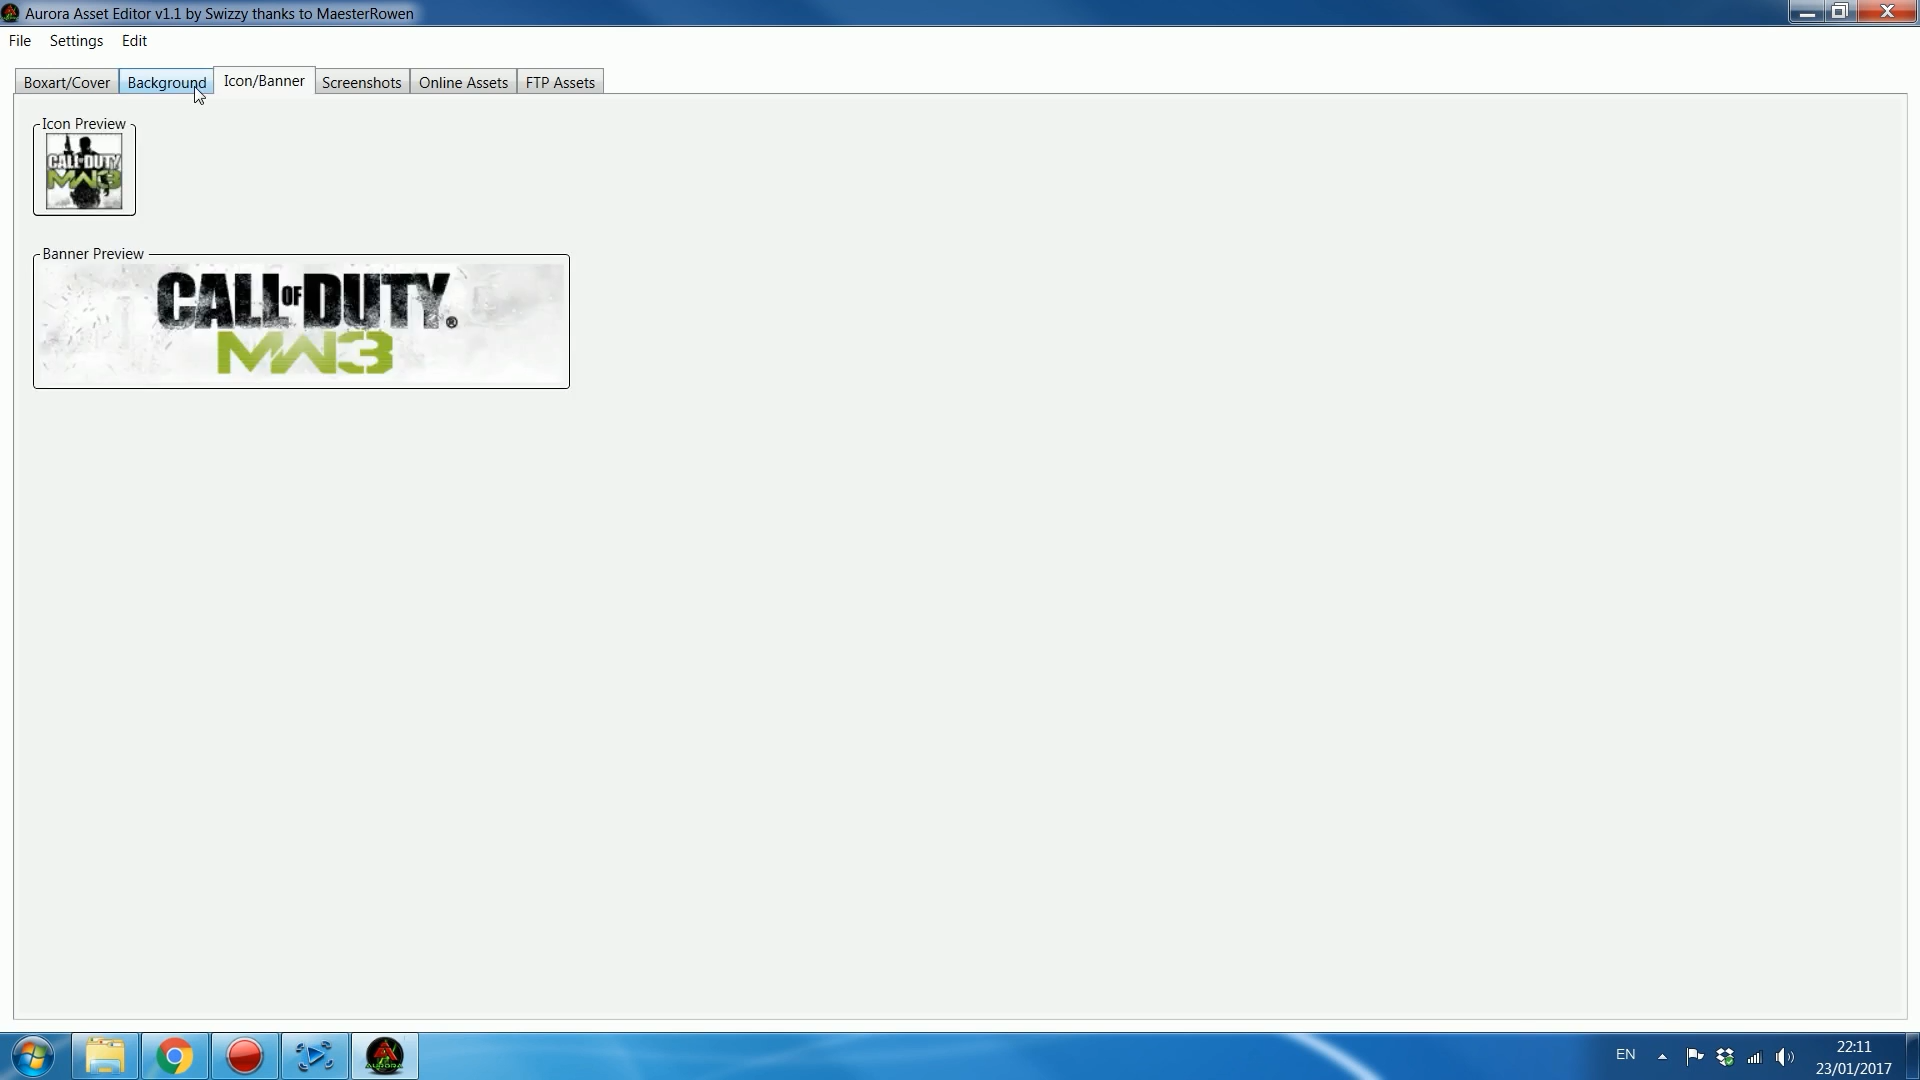 Aurora Asset Editor v1.1 by Swizzy thanks to MaesterRowen
File Settings Edit
Boxart/Cover Background Icon/Banner Screenshots Online Assets FTP Assets
Icon Preview
CALL OF DUTY
MW3
Banner Preview
CALL OF DUTY®
MW3
EN
22:11
23/01/2017
AURORA